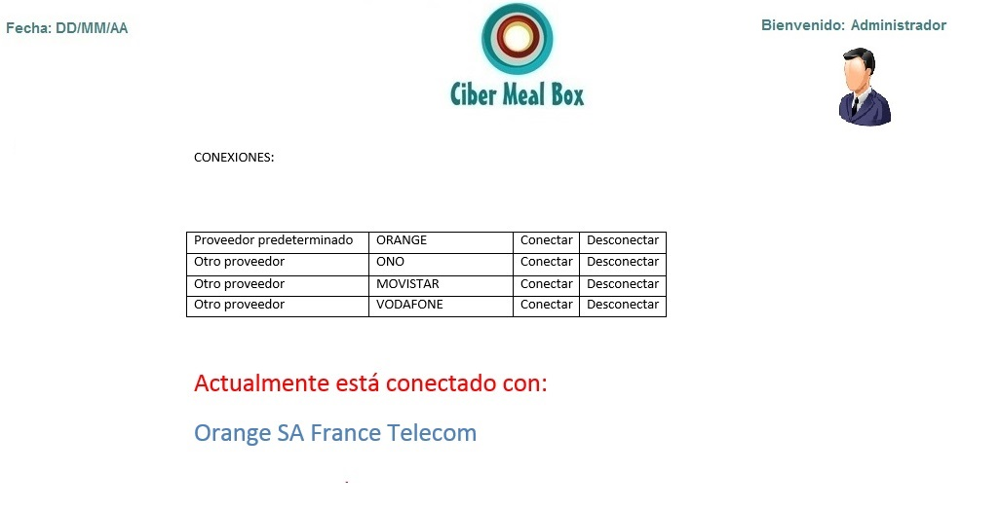 Fecha: DD/MM/AA
Bienvenido: Administrador
Ciber Meal Box
CONEXIONES:
Proveedor predeterminado ORANGE Conectar Desconectar
Otro proveedor ONO Conectar Desconectar
Otro proveedor MOVISTAR Conectar Desconectar
Otro proveedor VODAFONE Conectar Desconectar
Actualmente está conectado con:
Orange SA France Telecom